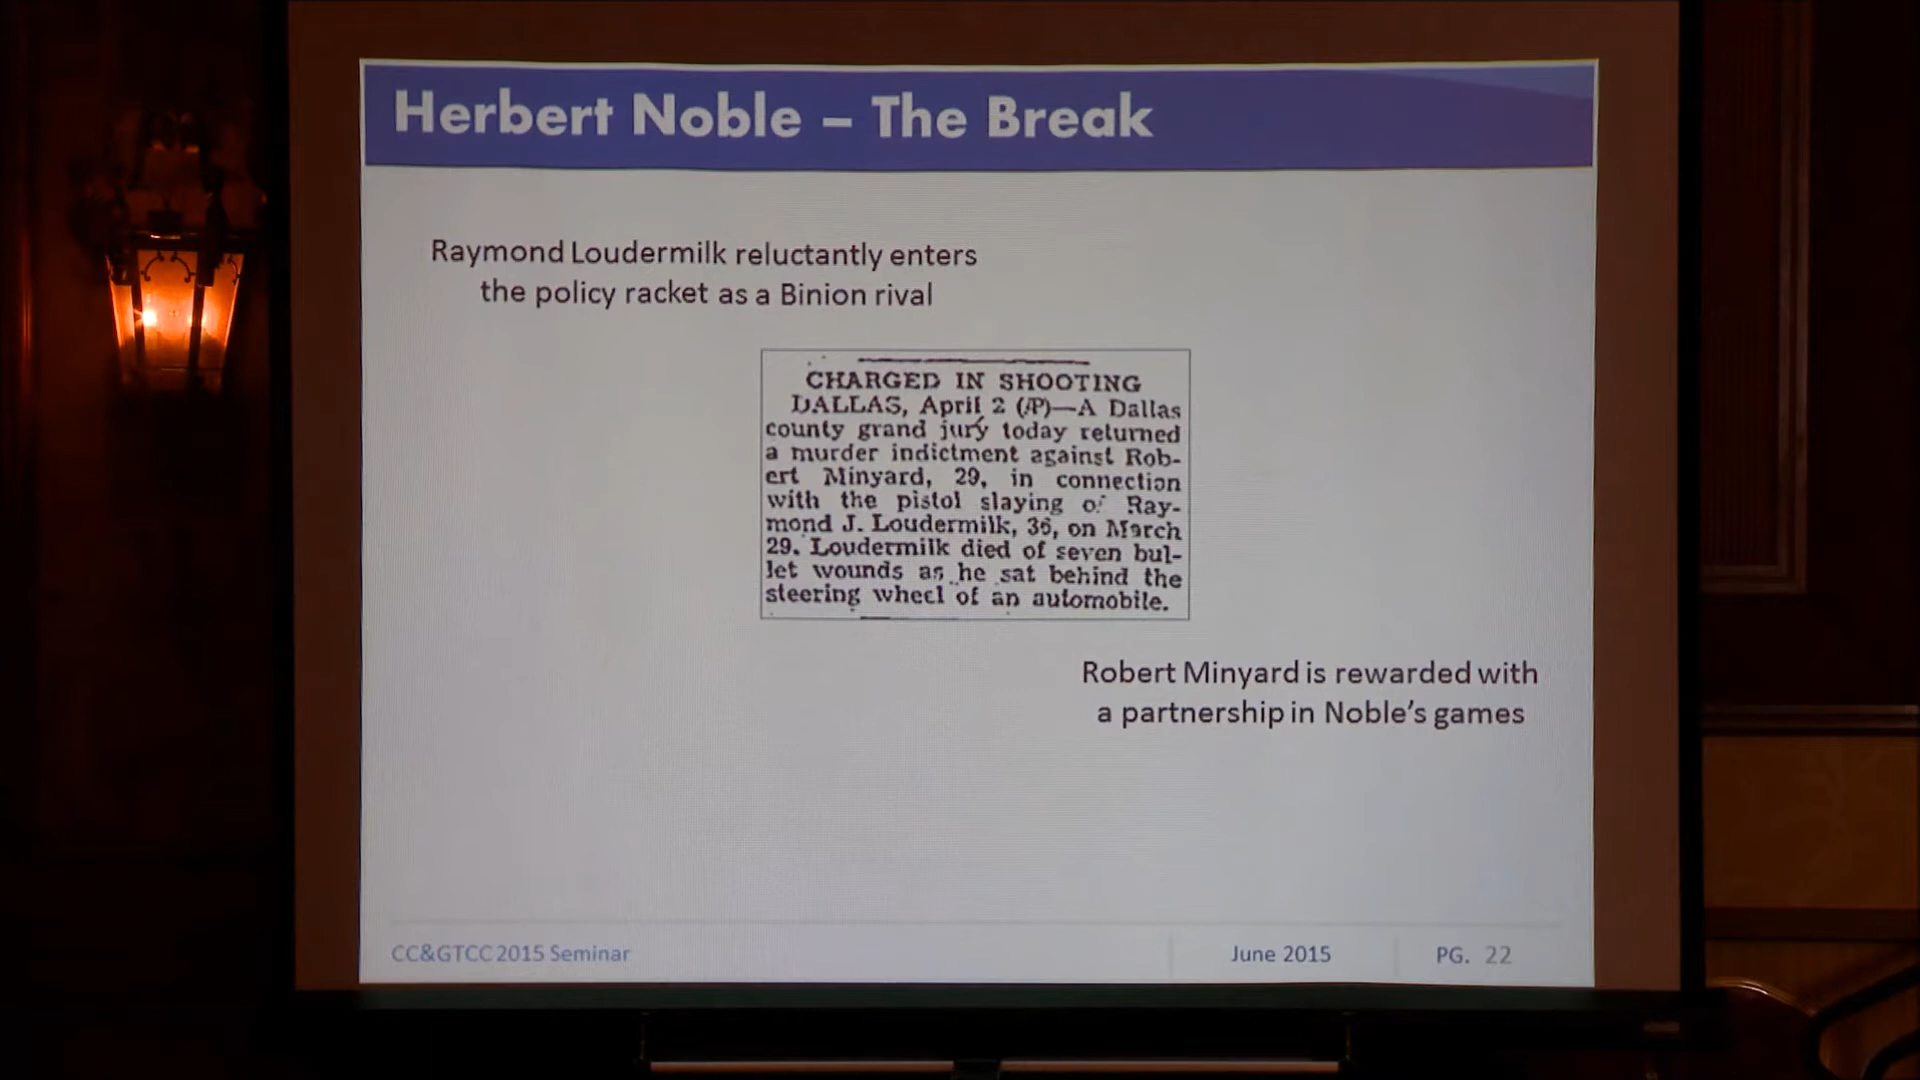 Herbert Noble – The Break
Raymond Loudermilk reluctantly enters
the policy racket as a Binion rival
CHARGED IN SHOOTING
DALLAS, April 2 (AP)—A Dallas
county grand jury today returned
a murder indictment against Rob-
ert Minyard, 29, in connection
with the pistol slaying of Ray-
mond J. Loudermilk, 36, on March
29. Loudermilk died of seven bul-
let wounds as he sat behind the
steering wheel of an automobile.
Robert Minyard is rewarded with
a partnership in Noble’s games
CC&GTCC 2015 Seminar
June 2015
PG. 22